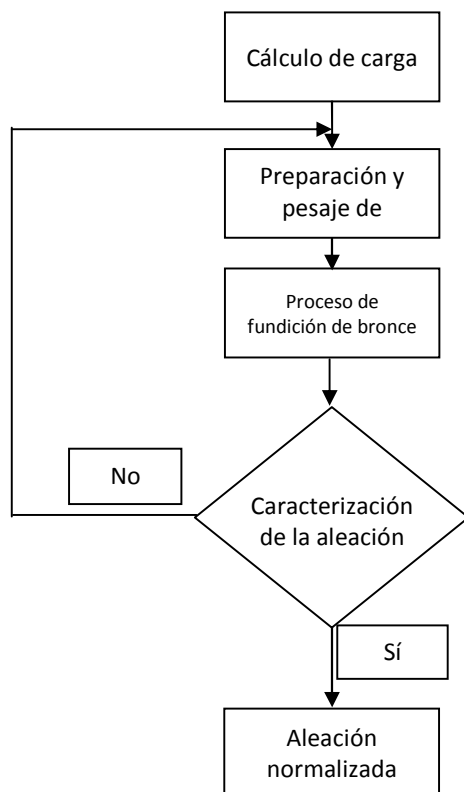 Cálculo de carga
Preparación y
pesaje de
Proceso de
fundición de bronce
No
Caracterización
de la aleación
Sí
Aleación
normalizada